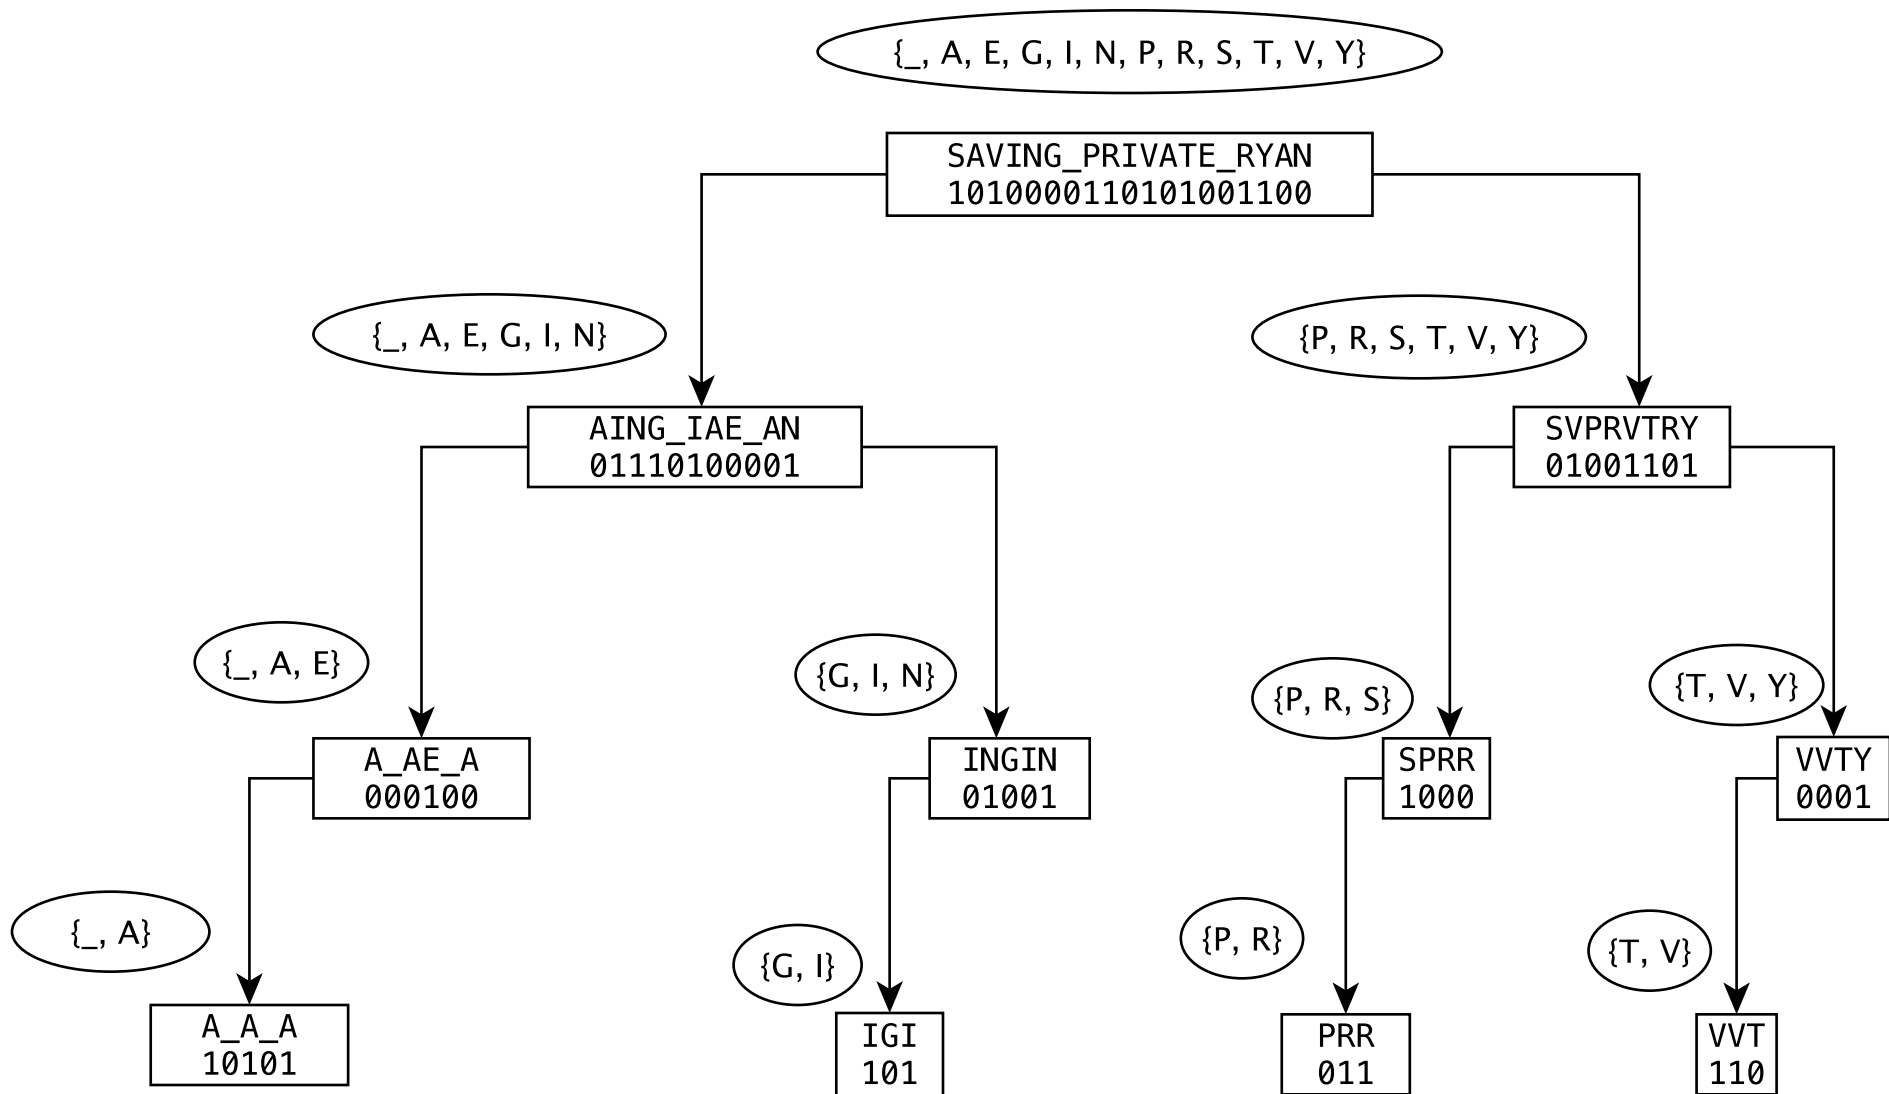 {_, A, E, G, I, N, P, R, S, T, V, Y}
SAVING_PRIVATE_RYAN
1010000110101001100
{_, A, E, G, I, N}
{P, R, S, T, V, Y}
AING_IAE_AN
01110100001
SVPRVTRY
01001101
{_, A, E}
{G, I, N}
{P, R, S}
{T, V, Y}
A_AE_A
000100
INGIN
01001
SPRR
1000
VVTY
0001
{_, A}
{G, I}
{P, R}
{T, V}
A_A_A
10101
IGI
101
PRR
011
VVT
110